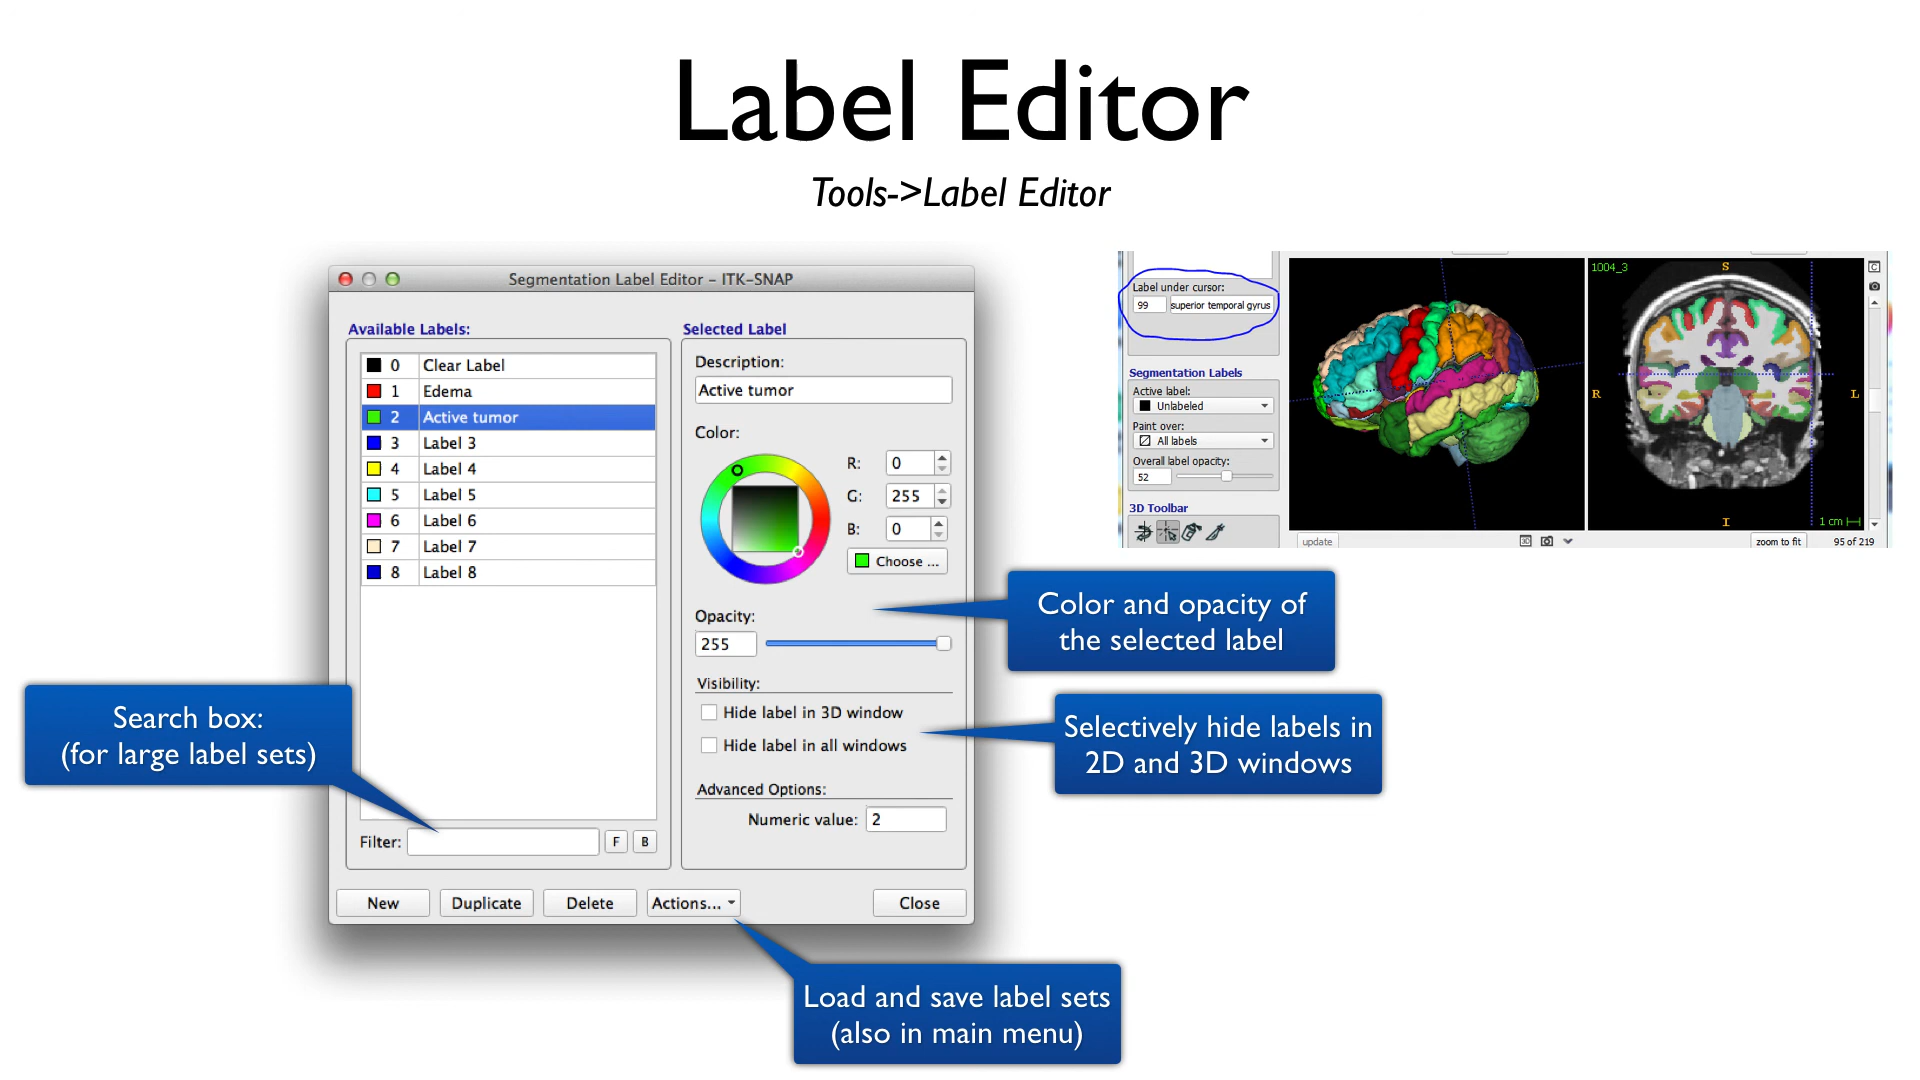 Label Editor
Tools->Label Editor
Segmentation Label Editor – ITK-SNAP
Available Labels:
0 Clear Label
1 Edema
2 Active tumor
3 Label 3
4 Label 4
5 Label 5
6 Label 6
7 Label 7
8 Label 8
Filter:
F B
New Duplicate Delete Actions... Close
Selected Label
Description:
Active tumor
Color:
R: 0
G: 255
B: 0
Choose ...
Opacity:
255
Visibility:
Hide label in 3D window
Hide label in all windows
Advanced Options:
Numeric value: 2
Label under cursor:
99 superior temporal gyrus
Segmentation Labels
Active label:
Unlabeled
Paint over:
All labels
Overall label opacity:
52
3D Toolbar
update
3D
1004_3
S
R
L
I
1 cm
C
zoom to fit
95 of 219
Color and opacity of
the selected label
Selectively hide labels in
2D and 3D windows
Search box:
(for large label sets)
Load and save label sets
(also in main menu)